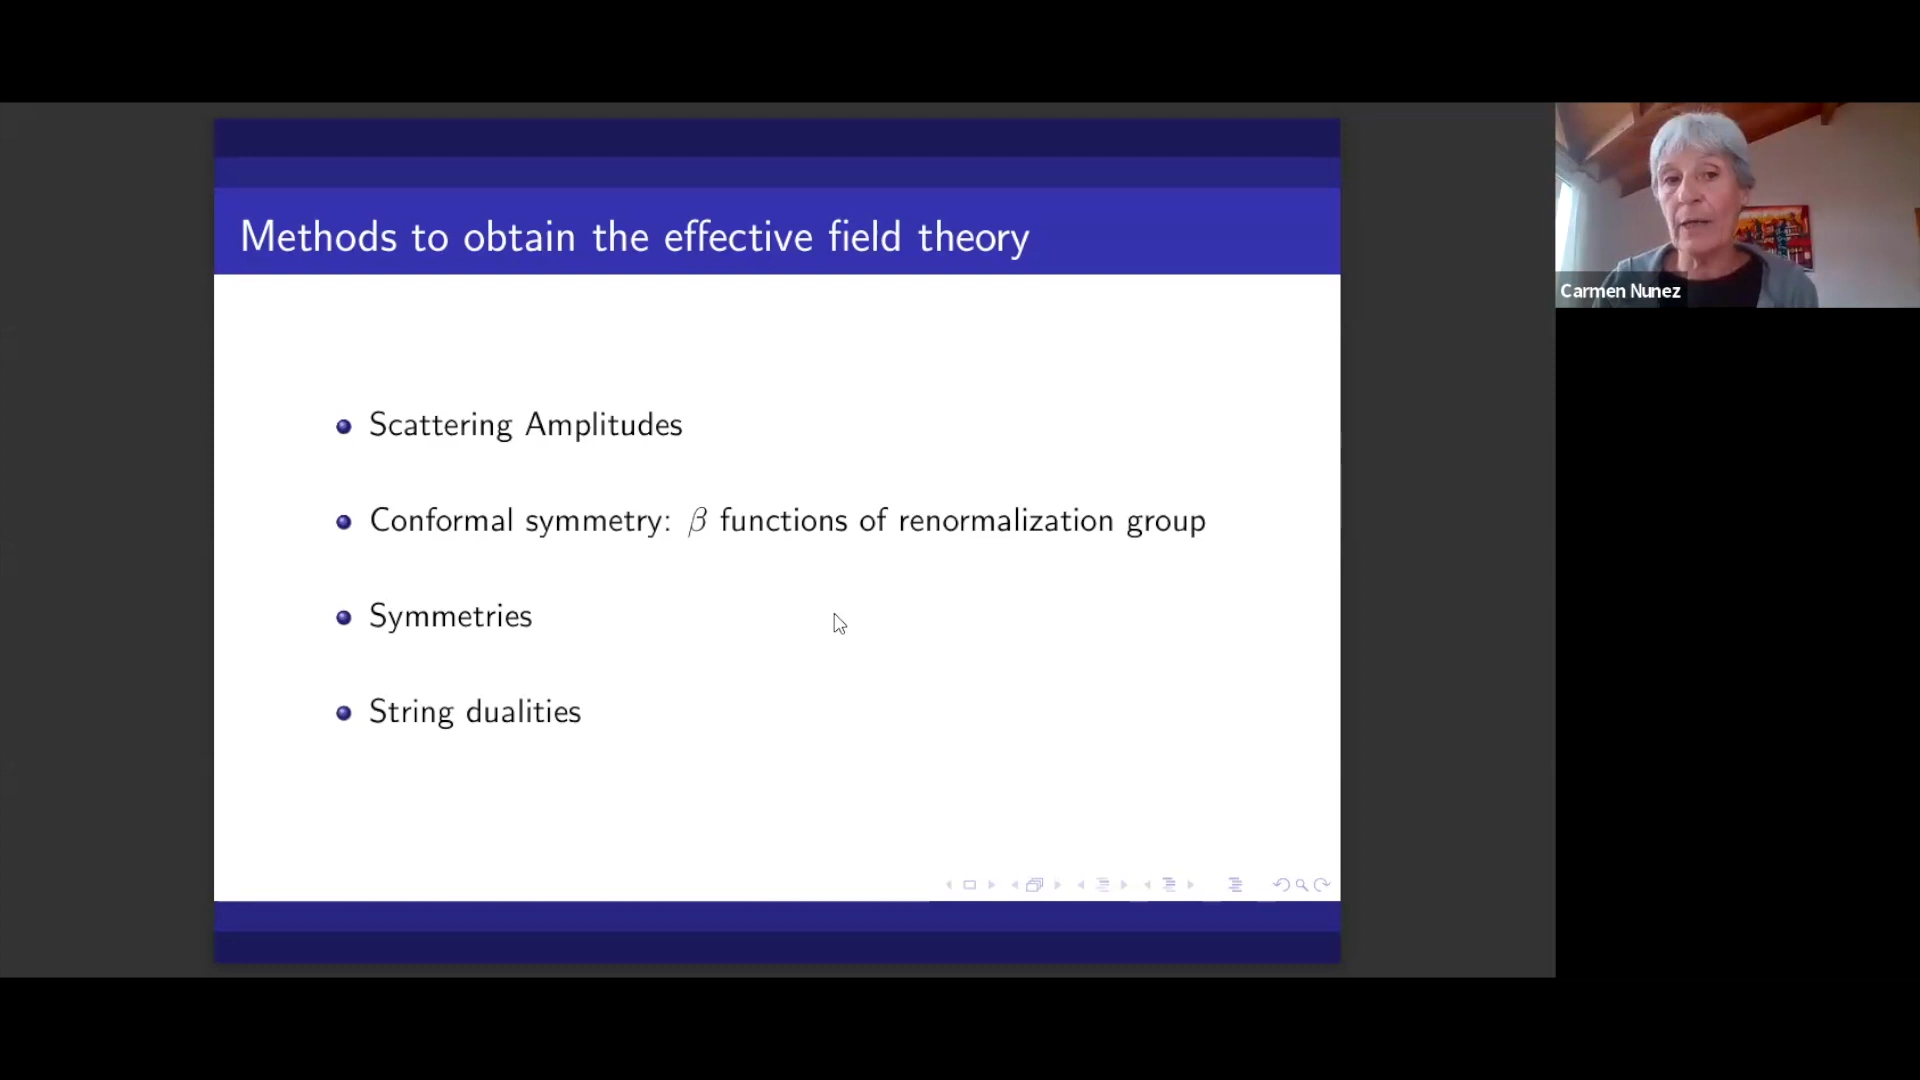 Methods to obtain the effective field theory
Scattering Amplitudes
Conformal symmetry: β functions of renormalization group
Symmetries
String dualities
Carmen Nunez